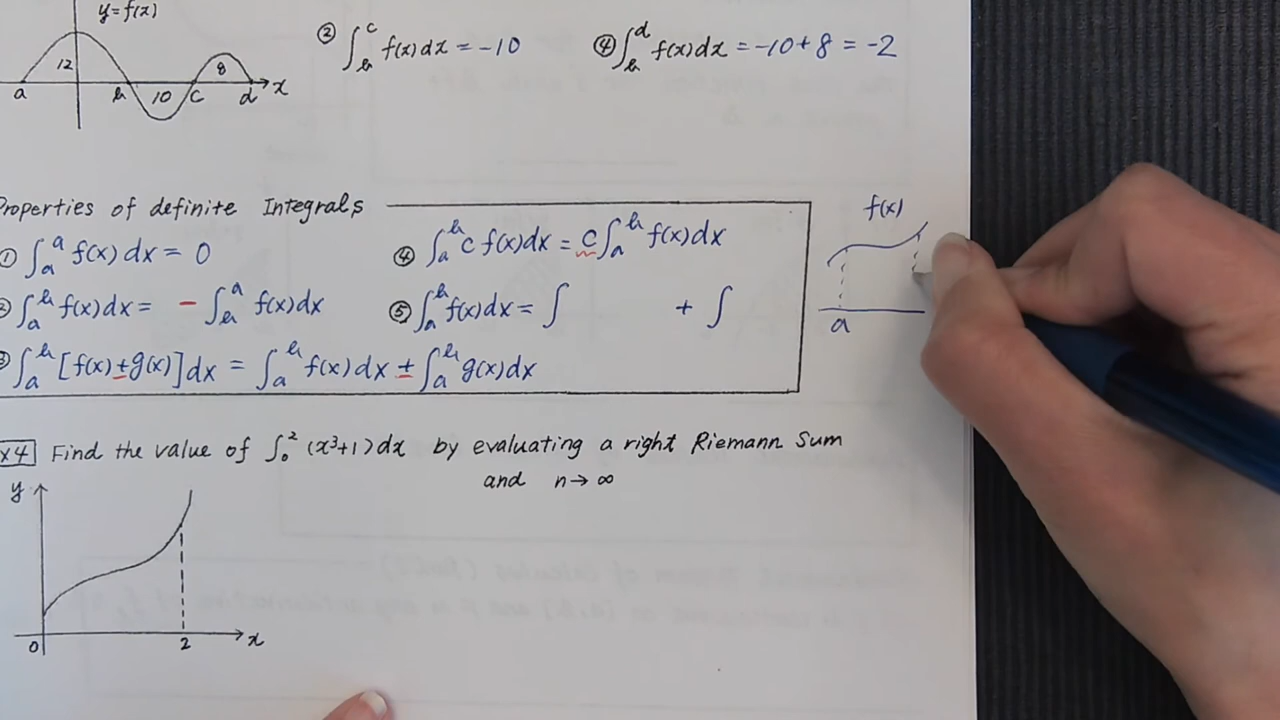 y=f(x)
② ∫_b^c f(x)dx = -10
④ ∫_b^d f(x)dx = -10+8 = -2
12
8
a b 10 c d x
Properties of definite Integrals
① ∫_a^a f(x)dx = 0
④ ∫_a^b c f(x)dx = c∫_a^b f(x)dx
② ∫_a^b f(x)dx = - ∫_b^a f(x)dx
⑤ ∫_a^b f(x)dx = ∫ + ∫
③ ∫_a^b [f(x)±g(x)]dx = ∫_a^b f(x)dx ± ∫_a^b g(x)dx
f(x)
a
x4 Find the value of ∫_0^2 (x³+1)dx by evaluating a right Riemann Sum
and n→∞
y
0 2 x